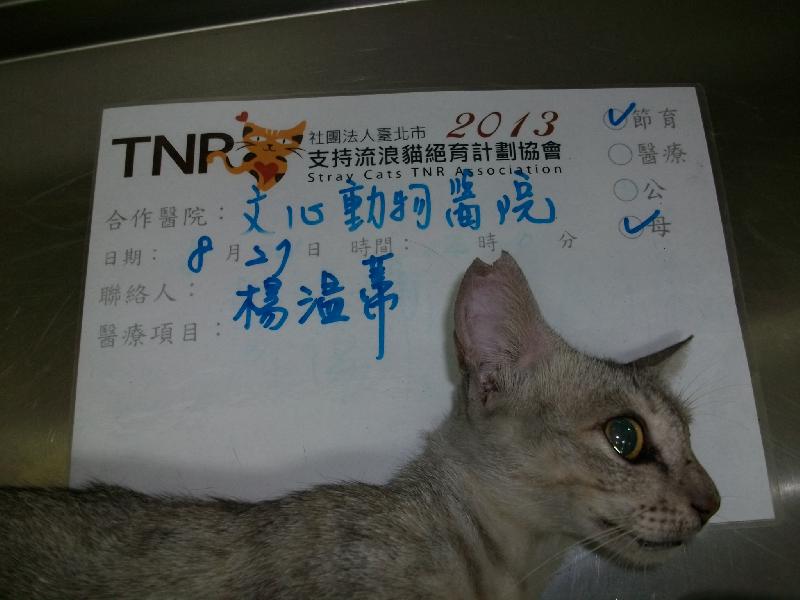 TNR
社團法人臺北市
2013
支持流浪貓絕育計劃協會
Stray Cats TNR Association
✓節育
○醫療
○公
✓母
合作醫院：文心動物醫院
日期：8月27日 時間： 時 分
聯絡人：楊溫蒂
醫療項目：